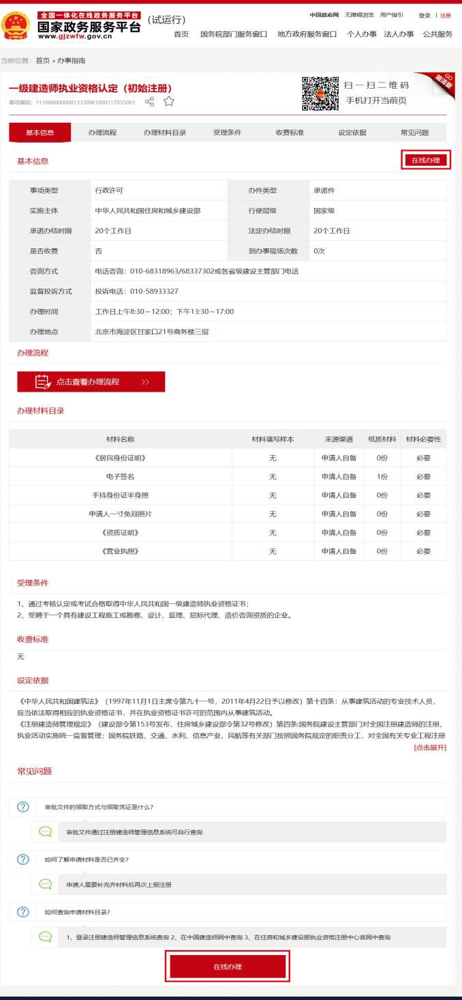 全国一体化在线政务服务平台
国家政务服务平台
www.gjzwfw.gov.cn
(试运行)
中国政府网 无障碍浏览 用户指引 登录 | 注册
首页 国务院部门服务窗口 地方政府服务窗口 个人办事 法人办事 公共服务
当前位置: 首页 > 办事指南
一级建造师执业资格认定（初始注册）
事项编码: 11100000000013338W1000117055001
扫一扫二维码
手机打开当前页
GO
简洁版
基本信息 办理流程 办理材料目录 受理条件 收费标准 设定依据 常见问题
基本信息
在线办理
事项类型 行政许可 办件类型 承诺件
实施主体 中华人民共和国住房和城乡建设部 行使层级 国家级
承诺办结时限 20个工作日 法定办结时限 20个工作日
是否收费 否 到办事现场次数 0次
咨询方式 电话咨询: 010-68318963/68337302或各省级建设主管部门电话
监督投诉方式 投诉电话: 010-58933327
办理时间 工作日上午8:30～12:00; 下午13:30～17:00
办理地点 北京市海淀区甘家口21号商务楼三层
办理流程
点击查看办理流程 >>
办理材料目录
材料名称 材料填写样本 来源渠道 纸质材料 材料必要性
《居民身份证明》 无 申请人自备 0份 必要
电子签名 无 申请人自备 1份 必要
手持身份证半身照 无 申请人自备 0份 必要
申请人一寸免冠照片 无 申请人自备 0份 必要
《资质证明》 无 申请人自备 0份 必要
《营业执照》 无 申请人自备 0份 必要
受理条件
1、通过考核认定或考试合格取得中华人民共和国一级建造师执业资格证书;
2、受聘于一个具有建设工程施工或勘察、设计、监理、招标代理、造价咨询资质的企业。
收费标准
无
设定依据
《中华人民共和国建筑法》（1997年11月1日主席令第九十一号，2011年4月22日予以修改）第十四条：从事建筑活动的专业技术人员，
应当依法取得相应的执业资格证书，并在执业资格证书许可的范围内从事建筑活动。
《注册建造师管理规定》（建设部令第153号发布，住房城乡建设部令第32号修改）第四条:国务院建设主管部门对全国注册建造师的注册、
执业活动实施统一监督管理；国务院铁路、交通、水利、信息产业、民航等有关部门按照国务院规定的职责分工，对全国有关专业工程注册
[点击展开]
常见问题
审批文件的领取方式与领取凭证是什么?
审批文件通过注册建造师管理信息系统可自行查询
如何了解申请材料是否已齐全?
申请人需要补充齐材料后再次上报注册
如何查询申请材料目录?
1、登录注册建造师管理信息系统查询 2、在中国建造师网中查询 3、在住房和城乡建设部执业资格注册中心官网中查询
在线办理